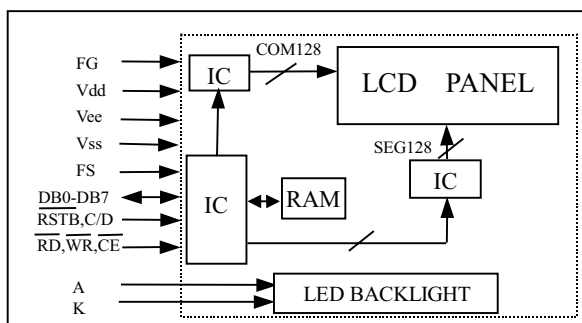 COM128
FG
IC
LCD PANEL
Vdd
Vee
Vss
SEG128
FS
IC
DB0-DB7
IC
RAM
RSTB,C/D
RD,WR,CE
A
LED BACKLIGHT
K